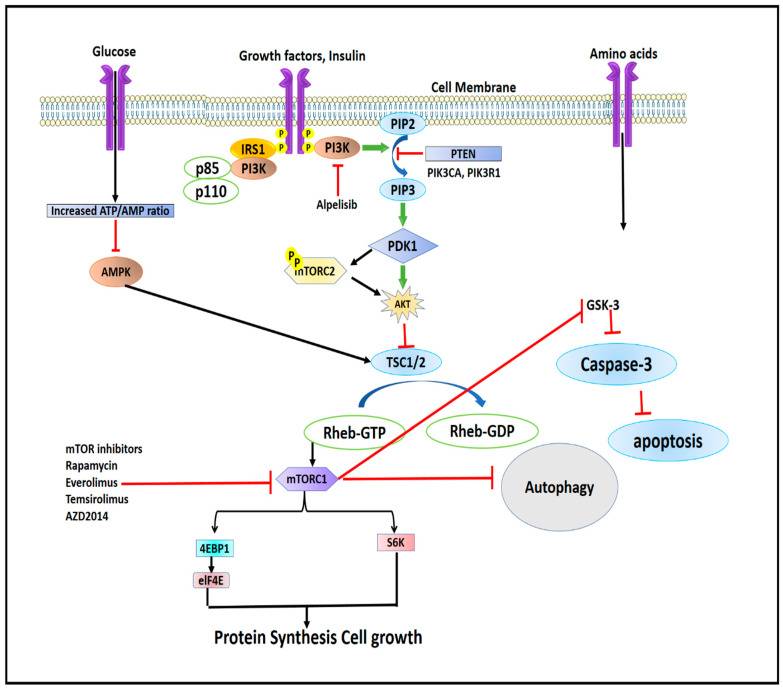 Glucose
Growth factors, Insulin
Amino acids
Cell Membrane
P
P
P
P
PIP2
IRS1
PI3K
p85
PI3K
p110
PTEN
PIK3CA, PIK3R1
Alpelisib
PIP3
Increased ATP/AMP ratio
PDK1
P
P
mTORC2
AMPK
AKT
GSK-3
TSC1/2
Caspase-3
Rheb-GTP
Rheb-GDP
apoptosis
mTOR inhibitors
Rapamycin
Everolimus
Temsirolimus
AZD2014
mTORC1
Autophagy
4EBP1
S6K
eIF4E
Protein Synthesis Cell growth